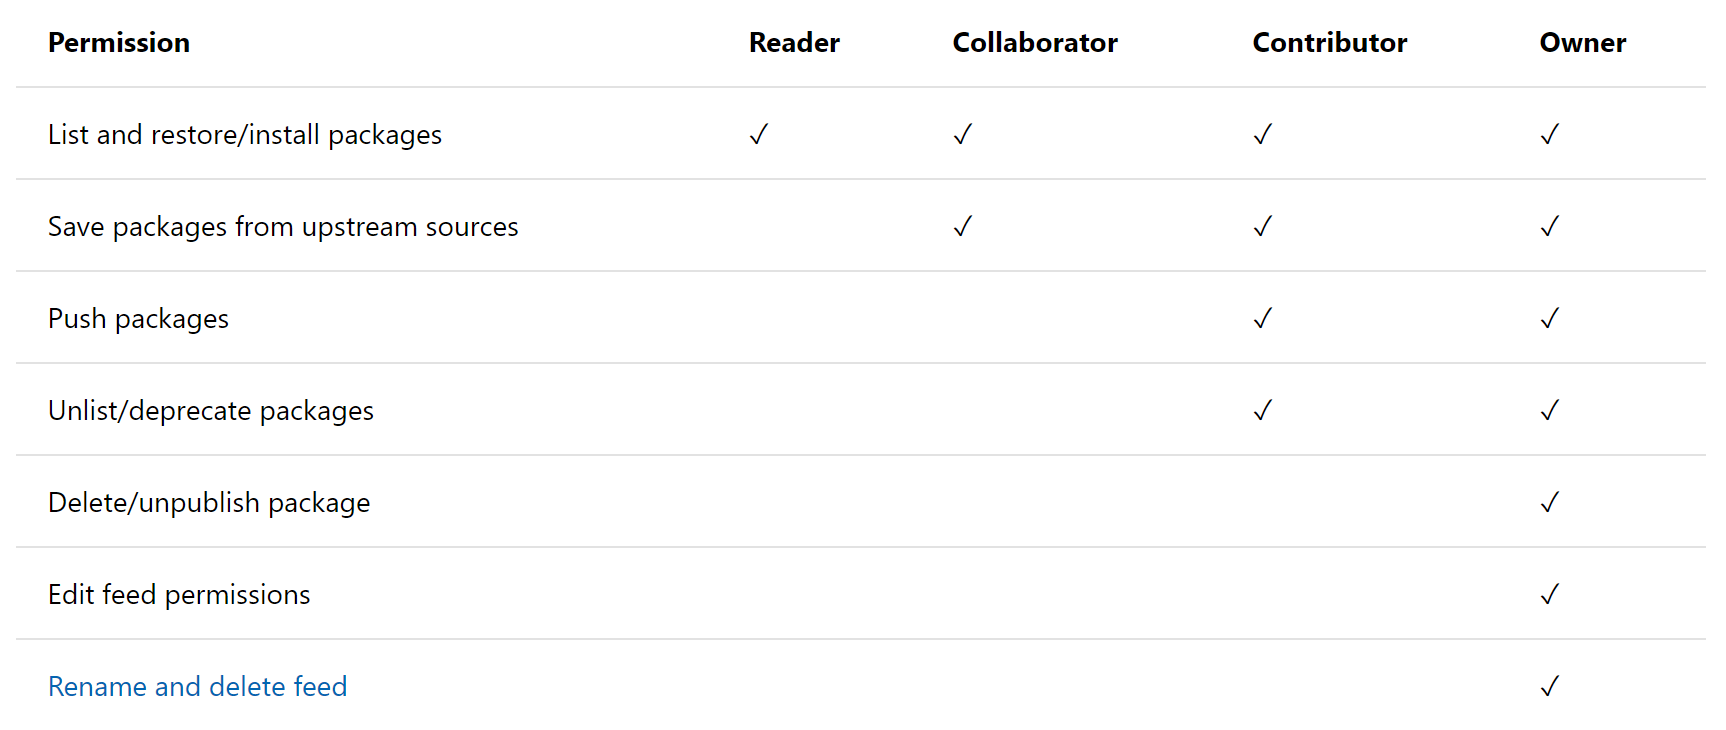 Permission Reader Collaborator Contributor Owner
List and restore/install packages ✓ ✓ ✓ ✓
Save packages from upstream sources ✓ ✓ ✓
Push packages ✓ ✓
Unlist/deprecate packages ✓ ✓
Delete/unpublish package ✓
Edit feed permissions ✓
Rename and delete feed ✓